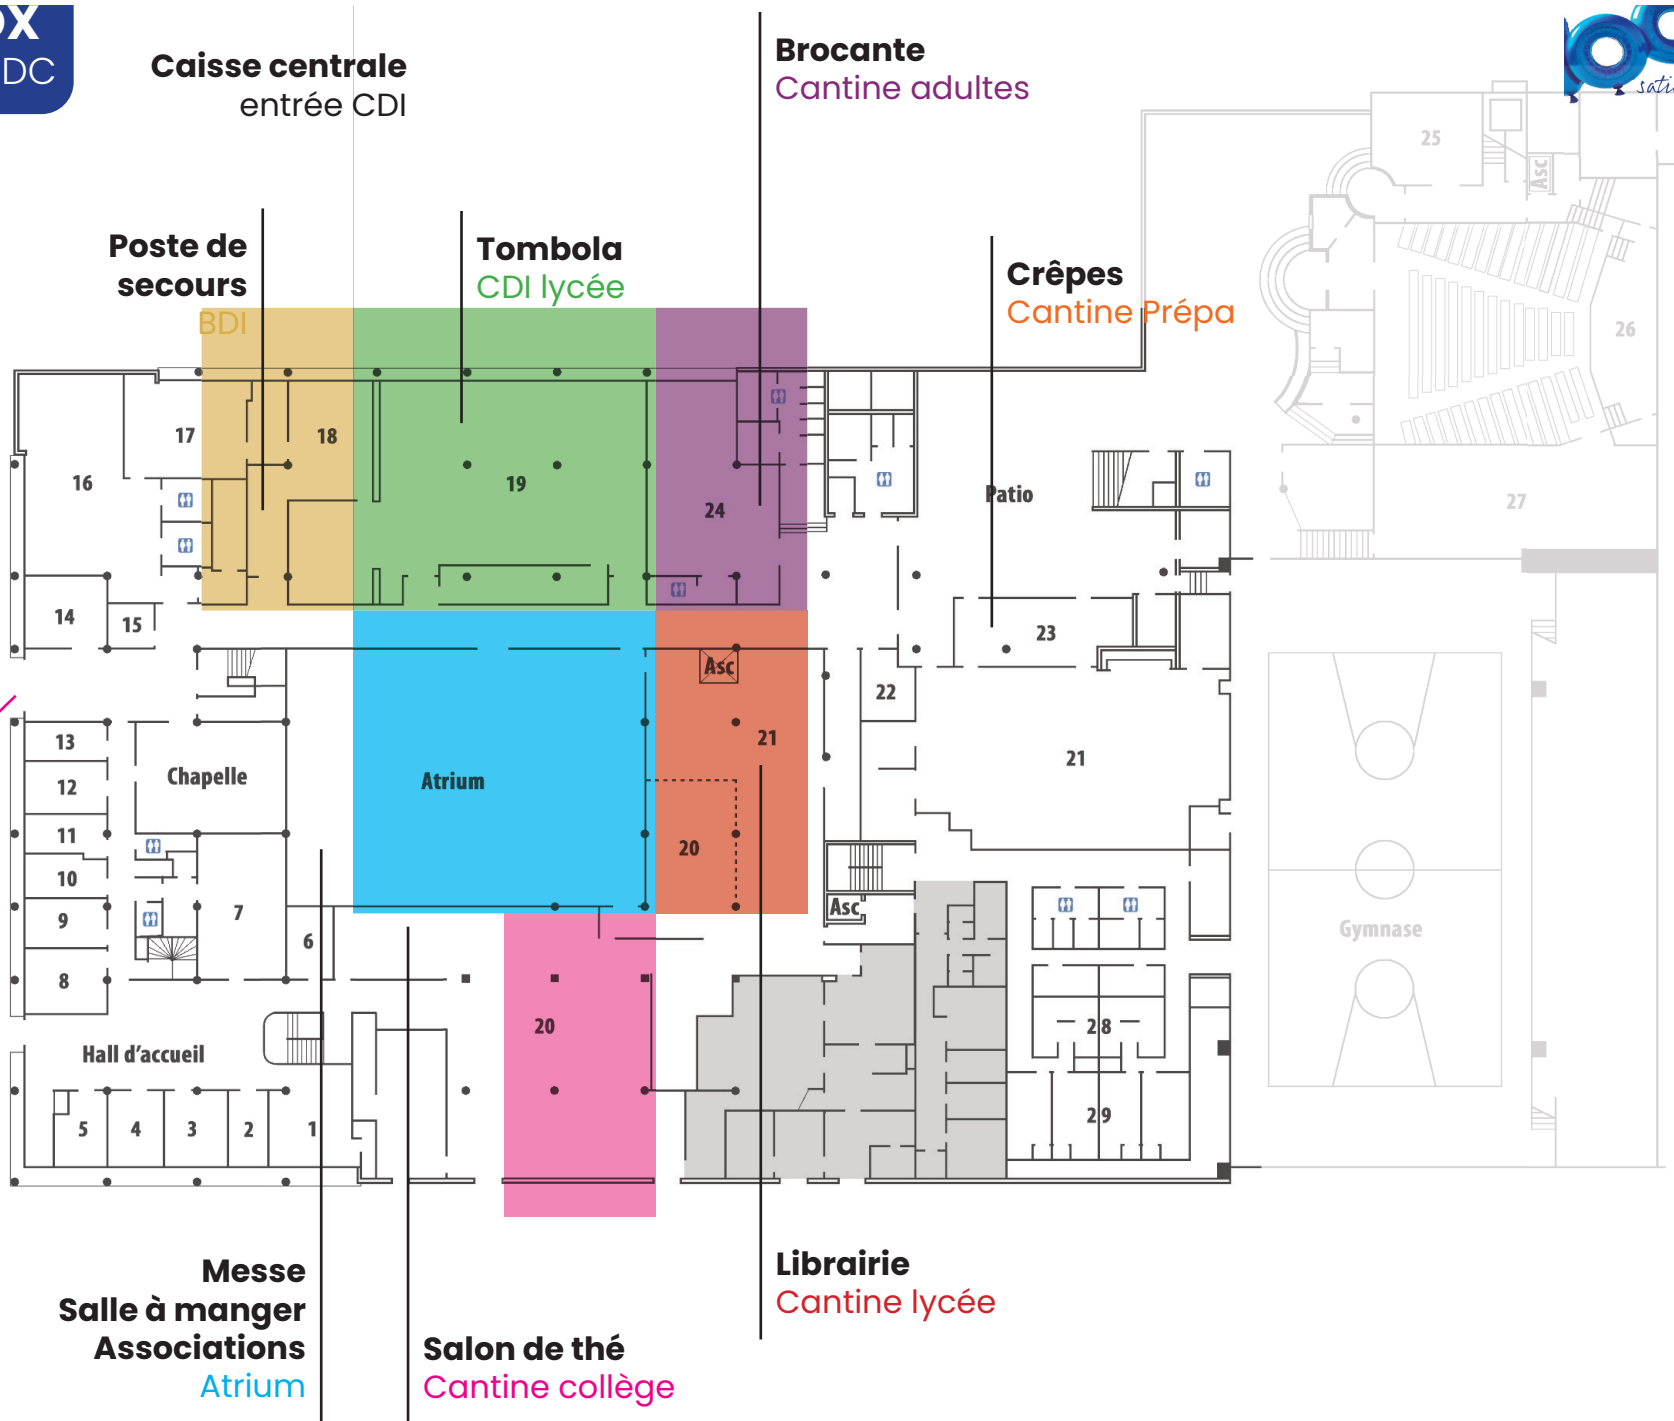 DC
Caisse centrale
entrée CDI
Brocante
Cantine adultes
Poste de
secours
BDI
Tombola
CDI lycée
Crêpes
Cantine Prépa
25
Asc
26
27
17
18
16
19
24
Patio
14
15
23
Asc
22
13
12
11
10
9
8
Chapelle
Atrium
21
21
20
7
6
Asc
Gymnase
20
Hall d'accueil
28
29
5
4
3
2
1
Messe
Salle à manger
Associations
Atrium
Salon de thé
Cantine collège
Librairie
Cantine lycée